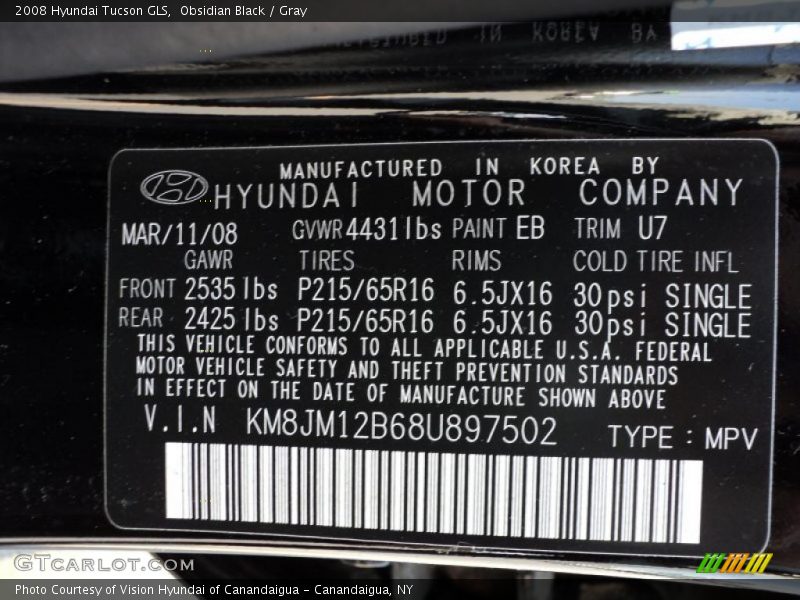 2008 Hyundai Tucson GLS,  Obsidian Black / Gray
MANUFACTURED IN KOREA BY
HYUNDAI MOTOR COMPANY
MAR/11/08 GVWR 4431lbs PAINT EB TRIM U7
GAWR TIRES RIMS COLD TIRE INFL
FRONT 2535 lbs P215/65R16 6.5JX16 30psi SINGLE
REAR 2425 lbs P215/65R16 6.5JX16 30psi SINGLE
THIS VEHICLE CONFORMS TO ALL APPLICABLE U.S.A. FEDERAL
MOTOR VEHICLE SAFETY AND THEFT PREVENTION STANDARDS
IN EFFECT ON THE DATE OF MANUFACTURE SHOWN ABOVE
V.I.N KM8JM12B68U897502 TYPE : MPV
GTCARLOT.COM
Photo Courtesy of Vision Hyundai of Canandaigua - Canandaigua, NY